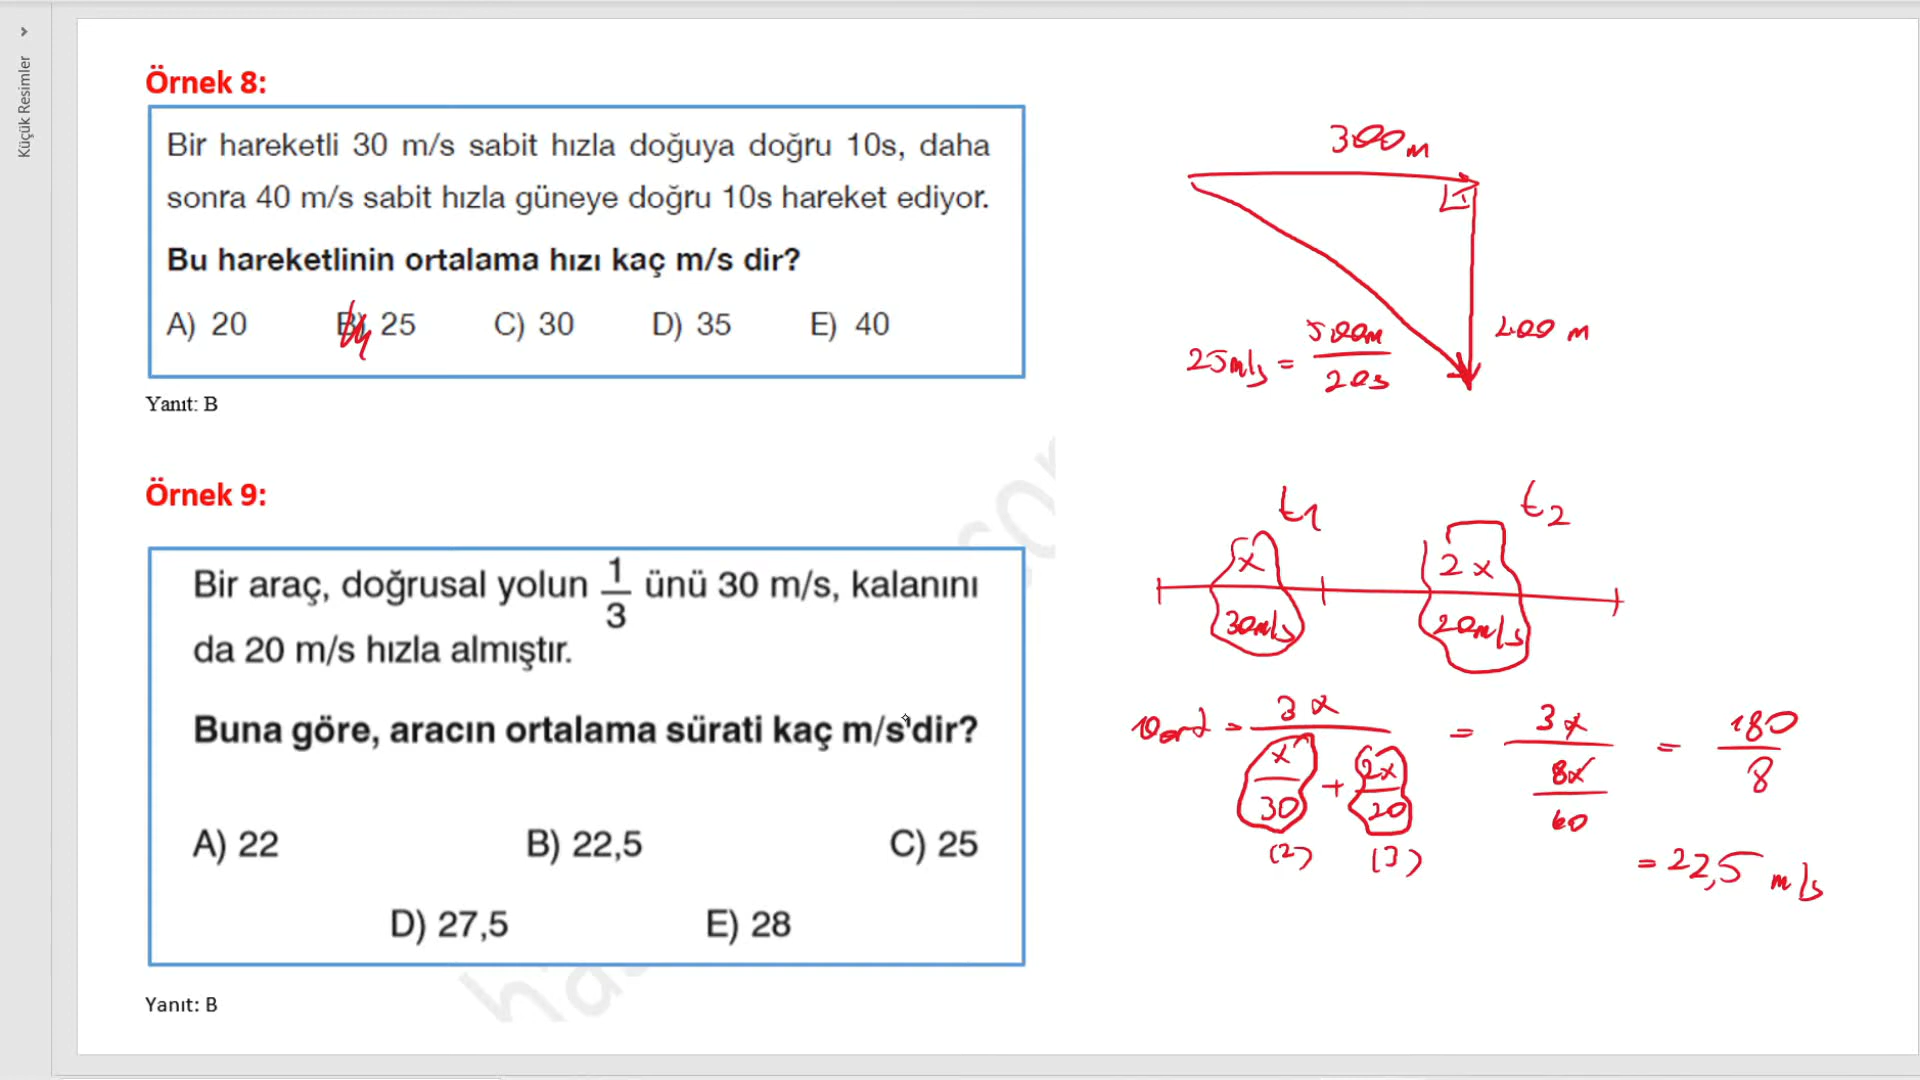 Küçük Resimler
Örnek 8:
Bir hareketli 30 m/s sabit hızla doğuya doğru 10s, daha
sonra 40 m/s sabit hızla güneye doğru 10s hareket ediyor.
Bu hareketlinin ortalama hızı kaç m/s dir?
A) 20 B) 25 C) 30 D) 35 E) 40
Yanıt: B
300 m
400 m
25 m/s = 500m / 20s
Örnek 9:
Bir araç, doğrusal yolun 1/3 ünü 30 m/s, kalanını
da 20 m/s hızla almıştır.
Buna göre, aracın ortalama sürati kaç m/s'dir?
A) 22 B) 22,5 C) 25
D) 27,5 E) 28
Yanıt: B
t1 t2
x 2x
30m/s 20m/s
ϑort = 3x / (x/30 + 2x/20) = 3x / (8x/60) = 180/8
(2) (3)
= 22,5 m/s